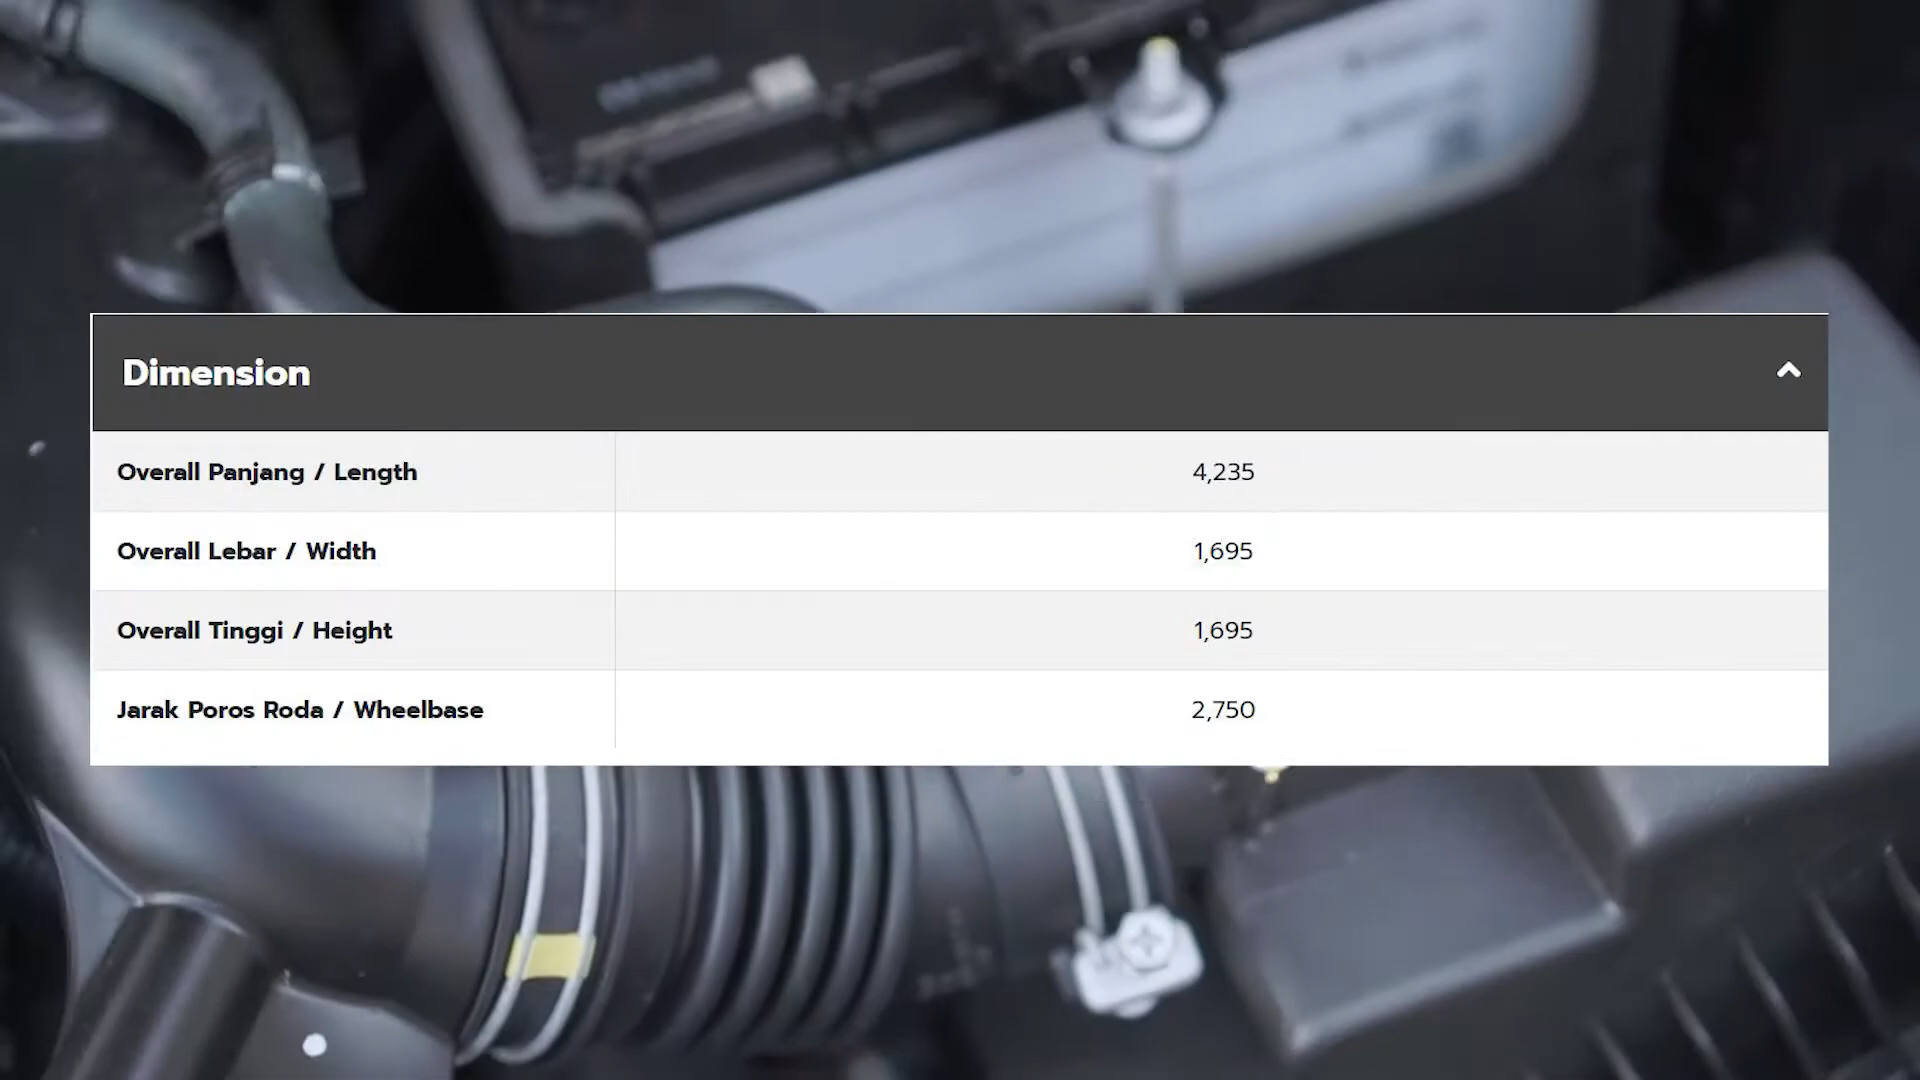 Dimension
Overall Panjang / Length 4,235
Overall Lebar / Width 1,695
Overall Tinggi / Height 1,695
Jarak Poros Roda / Wheelbase 2,750